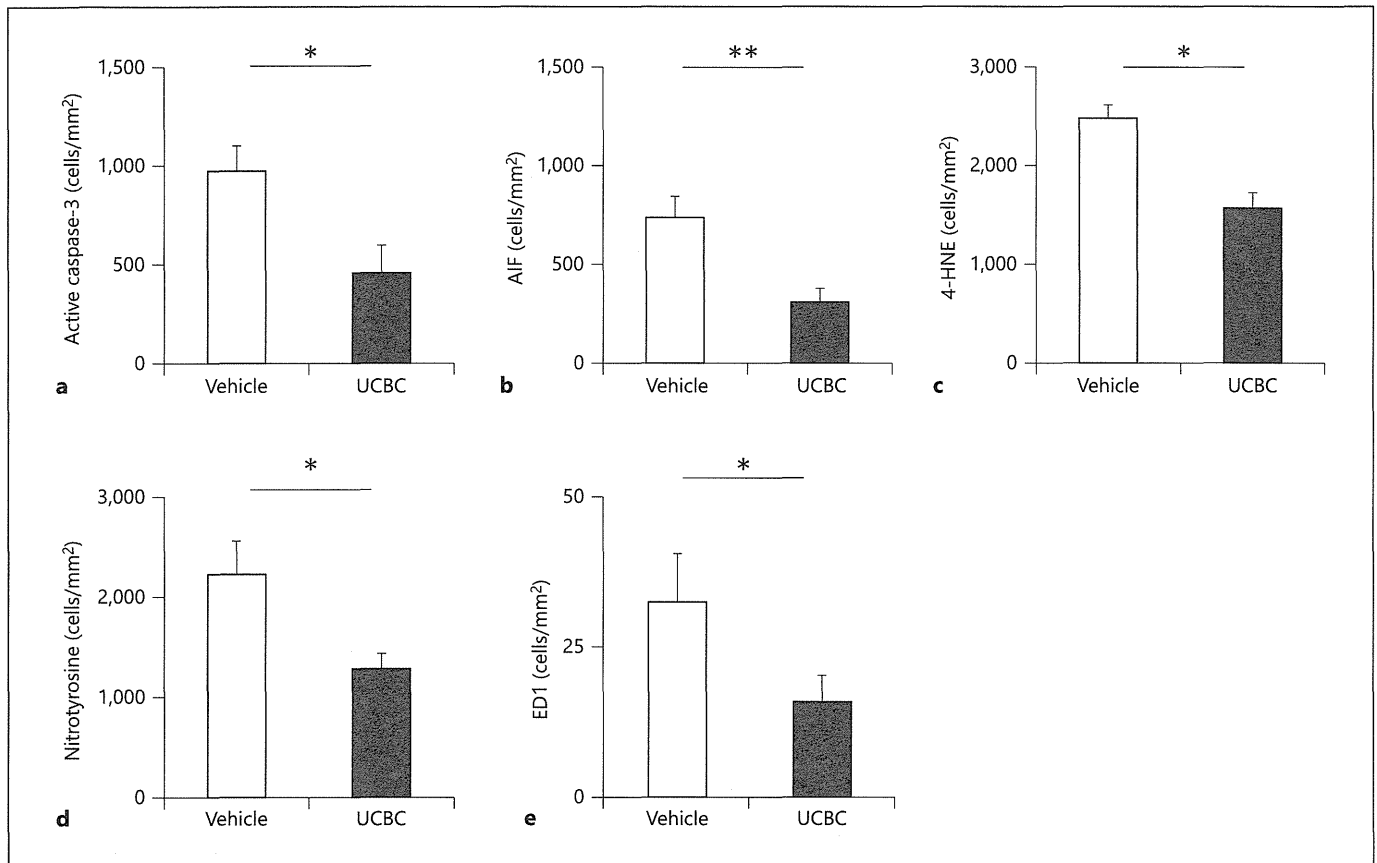 *
1,500
1,000
500
0
Active caspase-3 (cells/mm²)
Vehicle UCBC
a
**
1,500
1,000
500
0
AIF (cells/mm²)
Vehicle UCBC
b
*
3,000
2,000
1,000
0
4-HNE (cells/mm²)
Vehicle UCBC
c
*
3,000
2,000
1,000
0
Nitrotyrosine (cells/mm²)
Vehicle UCBC
d
*
50
25
0
ED1 (cells/mm²)
Vehicle UCBC
e